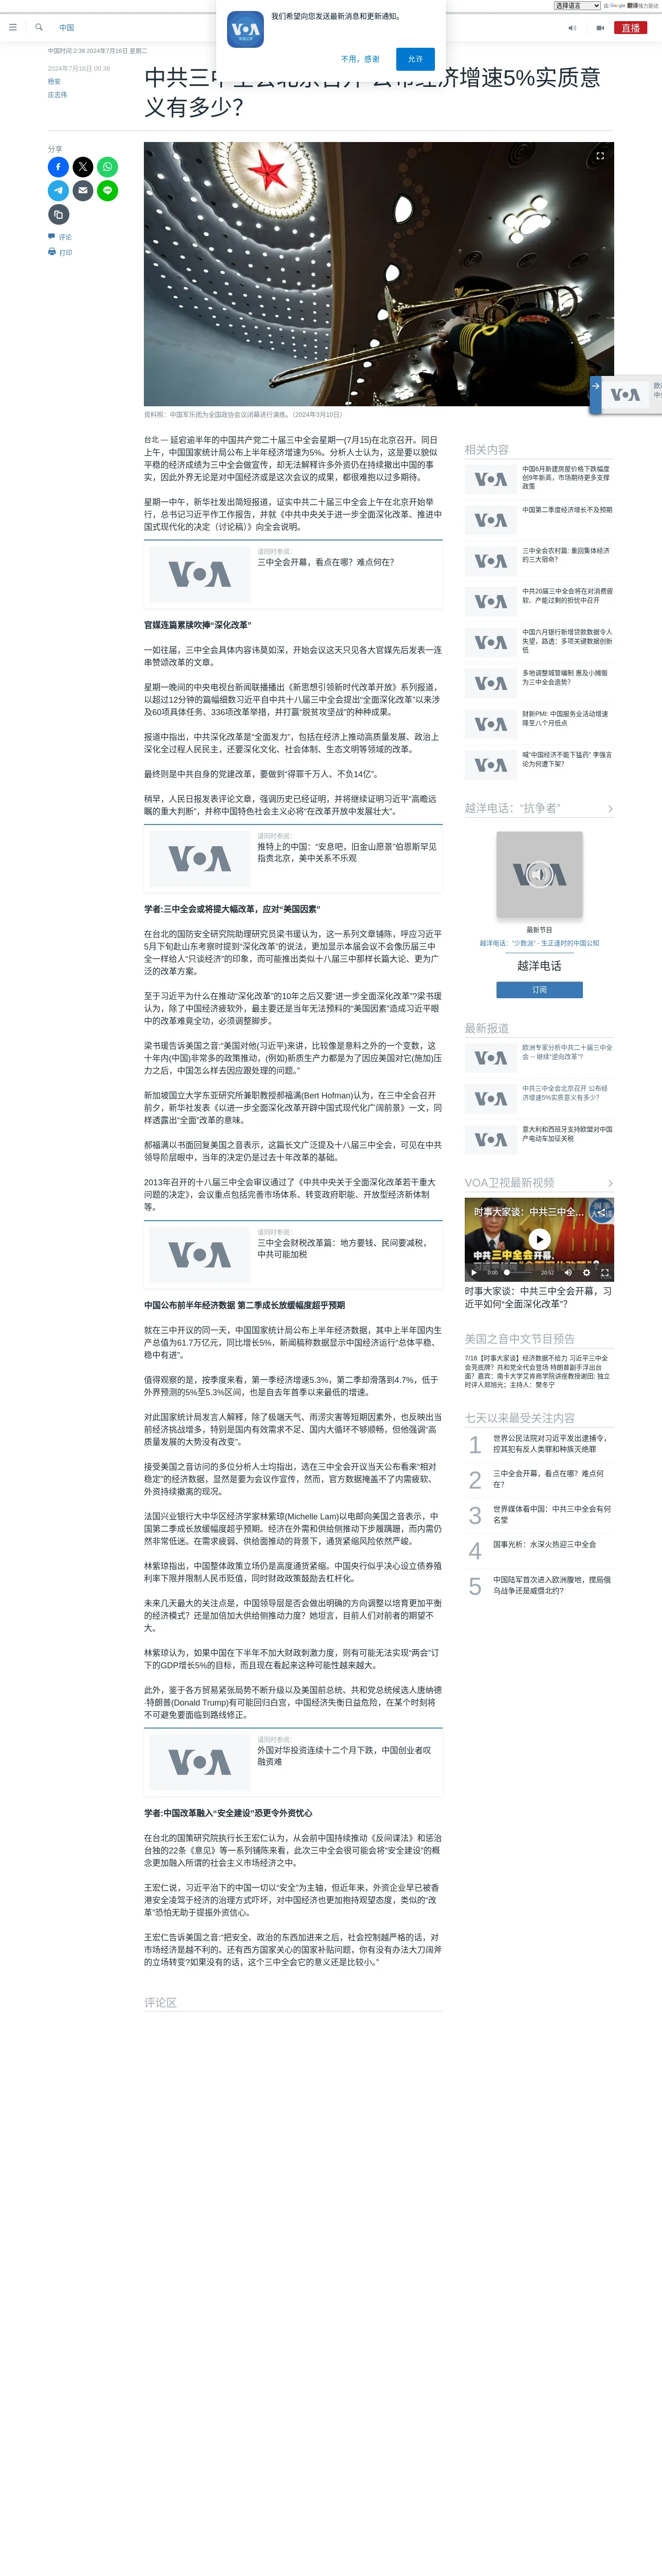 选择语言
由 Google 翻译强力驱动
我们希望向您发送最新消息和更新通知。
VOA
美国之音
不用，感谢
允许
中国
直播
中国时间 2:38 2024年7月16日 星期二
2024年7月16日 00:38
杨安
庄志伟
义有多少？
分享
评论
打印
资料照：中国军乐团为全国政协会议闭幕进行演练。（2024年3月10日）
台北 — 延宕逾半年的中国共产党二十届三中全会星期一(7月15)在北京召开。同日
上午，中国国家统计局公布上半年经济增速为5%。分析人士认为，这是要以貌似
平稳的经济成绩为三中全会做宣传，却无法解释许多外资仍在持续撤出中国的事
实，因此外界无论是对中国经济或是这次会议的成果，都很难抱以过多期待。
星期一中午，新华社发出简短报道，证实中共二十届三中全会上午在北京开始举
行，总书记习近平作工作报告，并就《中共中央关于进一步全面深化改革、推进中
国式现代化的决定（讨论稿）》向全会说明。
VOA
请同时参阅:
三中全会开幕，看点在哪？难点何在？
官媒连篇累牍吹捧“深化改革”
一如往届，三中全会具体内容讳莫如深，开始会议这天只见各大官媒先后发表一连
串赞颂改革的文章。
星期一晚间的中央电视台新闻联播播出《新思想引领新时代改革开放》系列报道，
以超过12分钟的篇幅细数习近平自中共十八届三中全会提出“全面深化改革”以来涉
及60项具体任务、336项改革举措，并打赢“脱贫攻坚战”的种种成果。
报道中指出，中共深化改革是“全面发力”，包括在经济上推动高质量发展、政治上
深化全过程人民民主，还要深化文化、社会体制、生态文明等领域的改革。
最终则是中共自身的党建改革，要做到“得罪千万人、不负14亿”。
稍早，人民日报发表评论文章，强调历史已经证明，并将继续证明习近平“高瞻远
瞩的重大判断”，并称中国特色社会主义必将“在改革开放中发展壮大”。
VOA
请同时参阅:
推特上的中国：“安息吧，旧金山愿景”伯恩斯罕见
指责北京，美中关系不乐观
学者:三中全会或将提大幅改革，应对“美国因素”
在台北的国防安全研究院助理研究员梁书瑗认为，这一系列文章铺陈，呼应习近平
5月下旬赴山东考察时提到“深化改革”的说法，更加显示本届会议不会像历届三中
全一样给人“只谈经济”的印象，而可能推出类似十八届三中那样长篇大论、更为广
泛的改革方案。
至于习近平为什么在推动“深化改革”的10年之后又要“进一步全面深化改革”?梁书瑗
认为，除了中国经济疲软外，最主要还是当年无法预料的“美国因素”造成习近平眼
中的改革难竟全功，必须调整脚步。
梁书瑗告诉美国之音:“美国对他(习近平)来讲，比较像是意料之外的一个变数，这
十年内(中国)非常多的政策推动，(例如)新质生产力都是为了因应美国对它(施加)压
力之后，中国怎么样去因应跟处理的问题。”
新加坡国立大学东亚研究所兼职教授郝福满(Bert Hofman)认为，在三中全会召开
前夕，新华社发表《以进一步全面深化改革开辟中国式现代化广阔前景》一文，同
样透露出“全面”改革的意味。
郝福满以书面回复美国之音表示，这篇长文广泛提及十八届三中全会，可见在中共
领导阶层眼中，当年的决定仍是过去十年改革的基础。
2013年召开的十八届三中全会审议通过了《中共中央关于全面深化改革若干重大
问题的决定》，会议重点包括完善市场体系、转变政府职能、开放型经济新体制
等。
VOA
请同时参阅:
三中全会财税改革篇：地方要钱、民间要减税，
中共可能加税
中国公布前半年经济数据 第二季成长放缓幅度超乎预期
就在三中开议的同一天，中国国家统计局公布上半年经济数据，其中上半年国内生
产总值为61.7万亿元，同比增长5%，新闻稿称数据显示中国经济运行“总体平稳、
稳中有进”。
值得观察的是，按季度来看，第一季经济增速5.3%，第二季却滑落到4.7%，低于
外界预测的5%至5.3%区间，也是自去年首季以来最低的增速。
对此国家统计局发言人解释，除了极端天气、雨涝灾害等短期因素外，也反映出当
前经济挑战增多，特别是国内有效需求不足、国内大循环不够顺畅，但他强调“高
质量发展的大势没有改变”。
接受美国之音访问的多位分析人士均指出，选在三中全会开议当天公布看来“相对
稳定”的经济数据，显然是要为会议作宣传，然而，官方数据掩盖不了内需疲软、
外资持续撤离的现况。
法国兴业银行大中华区经济学家林紫琼(Michelle Lam)以电邮向美国之音表示，中
国第二季成长放缓幅度超乎预期。经济在外需和供给侧推动下步履蹒跚，而内需仍
然非常低迷。在需求疲弱、供给面推动的背景下，通货紧缩风险依然严峻。
林紫琼指出，中国整体政策立场仍是高度通货紧缩。中国央行似乎决心设立债券殖
利率下限并限制人民币贬值，同时财政政策鼓励去杠杆化。
未来几天最大的关注点是，中国领导层是否会做出明确的方向调整以培育更加平衡
的经济模式？还是加倍加大供给侧推动力度？她坦言，目前人们对前者的期望不
大。
林紫琼认为，如果中国在下半年不加大财政刺激力度，则有可能无法实现“两会”订
下的GDP增长5%的目标，而且现在看起来这种可能性越来越大。
此外，鉴于各方贸易紧张局势不断升级以及美国前总统、共和党总统候选人唐纳德
·特朗普(Donald Trump)有可能回归白宫，中国经济失衡日益危险，在某个时刻将
不可避免要面临到路线修正。
VOA
请同时参阅:
外国对华投资连续十二个月下跌，中国创业者叹
融资难
学者:中国改革融入“安全建设”恐更令外资忧心
在台北的国策研究院执行长王宏仁认为，从会前中国持续推动《反间谍法》和惩治
台独的22条《意见》等一系列铺陈来看，此次三中全会很可能会将“安全建设”的概
念更加融入所谓的社会主义市场经济之中。
王宏仁说，习近平治下的中国一切以“安全”为主轴，但近年来，外资企业早已被香
港安全凌驾于经济的治理方式吓坏，对中国经济也更加抱持观望态度，类似的“改
革”恐怕无助于提振外资信心。
王宏仁告诉美国之音:“把安全、政治的东西加进来之后，社会控制越严格的话，对
市场经济是越不利的。还有西方国家关心的国家补贴问题，你有没有办法大刀阔斧
的立场转变?如果没有的话，这个三中全会它的意义还是比较小。”
评论区
相关内容
中国6月新建房屋价格下跌幅度
创9年新高，市场期待更多支撑
政策
中国第二季度经济增长不及预期
三中全会农村篇: 重回集体经济
的三大宿命？
中共20届三中全会将在对消费疲
软、产能过剩的担忧中召开
中国六月银行新增贷款数据令人
失望，路透：多项关键数据创新
低
多地调整城管编制 惠及小摊贩
为三中全会造势？
财新PMI: 中国服务业活动增速
降至八个月低点
喊“中国经济不能下猛药” 李强言
论为何遭下架？
越洋电话：“抗争者”
VOA
最新节目
越洋电话：“少数派” - 生正逢时的中国公知
越洋电话
订阅
最新报道
欧洲专家分析中共二十届三中全
会 -- 继续“逆向改革”？
中共三中全会北京召开 公布经
济增速5%实质意义有多少？
意大利和西班牙支持欧盟对中国
产电动车加征关税
VOA卫视最新视频
时事大家谈：中共三中全…
0:00
20:52
时事大家谈：中共三中全会开幕，习
近平如何“全面深化改革”？
美国之音中文节目预告
7/16【时事大家谈】经济数据不给力 习近平三中全
会亮底牌？共和党全代会登场 特朗普副手浮出台
面？嘉宾：南卡大学艾肯商学院讲座教授谢田; 独立
时评人郑旭光；主持人：樊冬宁
七天以来最受关注内容
1 世界公民法院对习近平发出逮捕令，
控其犯有反人类罪和种族灭绝罪
2 三中全会开幕，看点在哪？难点何
在？
3 世界媒体看中国：中共三中全会有何
名堂
4 国事光析：水深火热迎三中全会
5 中国陆军首次进入欧洲腹地，搅局俄
乌战争还是威慑北约？